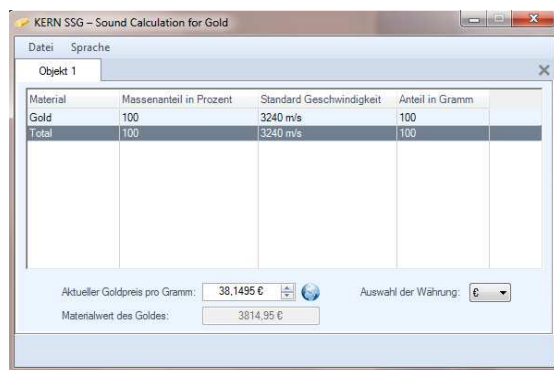 KERN SSG – Sound Calculation for Gold
Datei Sprache
Objekt 1
Material Massenanteil in Prozent Standard Geschwindigkeit Anteil in Gramm
Gold 100 3240 m/s 100
Total 100 3240 m/s 100
Aktueller Goldpreis pro Gramm: 38,1495 € Auswahl der Währung: €
Materialwert des Goldes: 3814,95 €